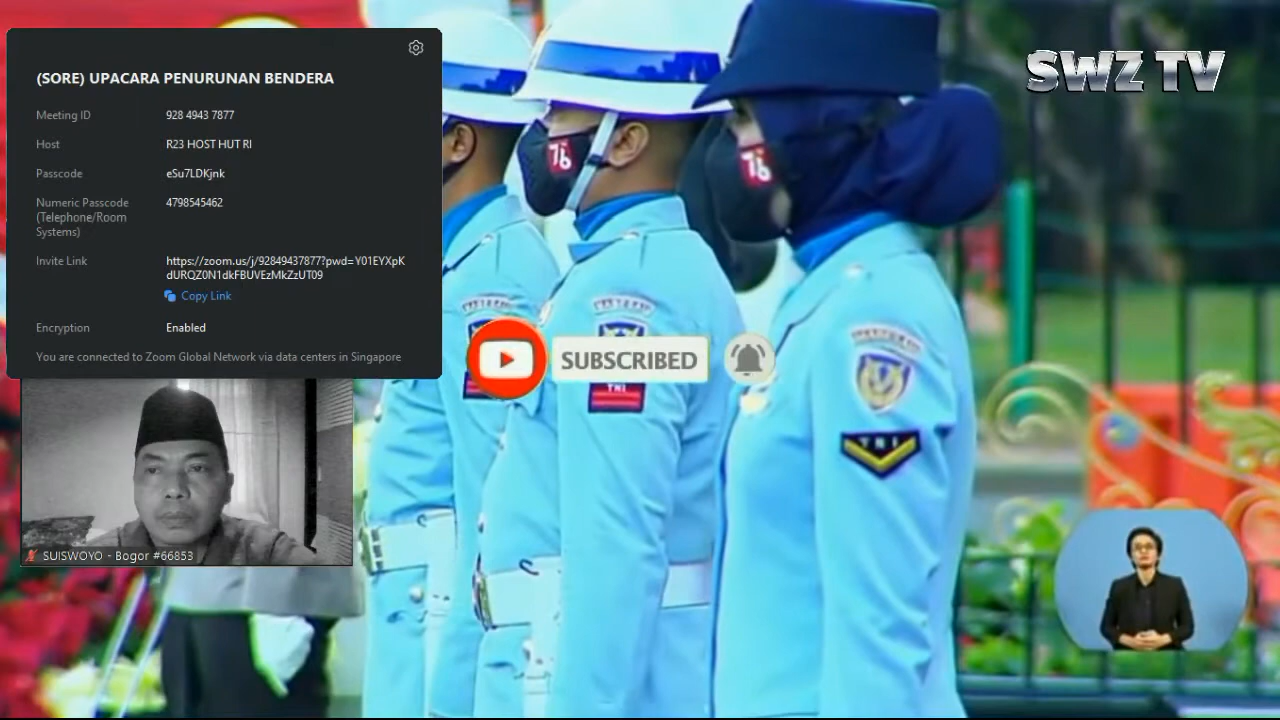 (SORE) UPACARA PENURUNAN BENDERA
Meeting ID
928 4943 7877
Host
R23 HOST HUT RI
Passcode
eSu7LDKjnk
Numeric Passcode
(Telephone/Room
Systems)
4798545462
Invite Link
https://zoom.us/j/92849437877?pwd=Y01EYXpK
dURQZ0N1dkFBUVEzMkZzUT09
Copy Link
Encryption
Enabled
You are connected to Zoom Global Network via data centers in Singapore
SUISWOYO - Bogor #66853
SWZ TV
76
76
SUBSCRIBED
TNI
TNI